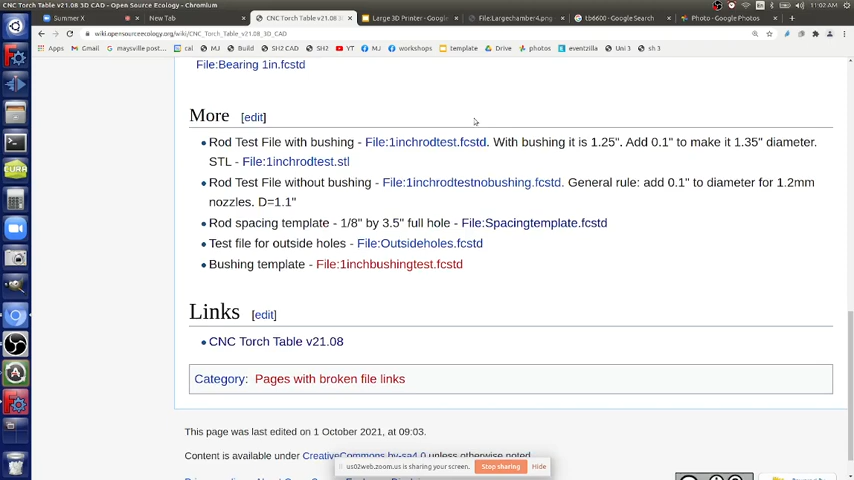 CNC Torch Table v21.08 3D CAD - Open Source Ecology - Chromium
11:02 AM
Summer X
New Tab
CNC Torch Table v21.08 3D
Large 3D Printer - Google
File:Largechamber4.png
tb6600 - Google Search
Photo - Google Photos
wiki.opensourceecology.org/wiki/CNC_Torch_Table_v21.08_3D_CAD
Apps
Gmail
maysville post...
cal
MJ
Build
SH2 CAD
SH2
YT
MJ
workshops
template
Drive
photos
eventzilla
Uni 3
sh 3
File:Bearing 1in.fcstd
More [edit]
Rod Test File with bushing - File:1inchrodtest.fcstd. With bushing it is 1.25". Add 0.1" to make it 1.35" diameter.
STL - File:1inchrodtest.stl
Rod Test File without bushing - File:1inchrodtestnobushing.fcstd. General rule: add 0.1" to diameter for 1.2mm
nozzles. D=1.1"
Rod spacing template - 1/8" by 3.5" full hole - File:Spacingtemplate.fcstd
Test file for outside holes - File:Outsideholes.fcstd
Bushing template - File:1inchbushingtest.fcstd
Links [edit]
CNC Torch Table v21.08
Category: Pages with broken file links
This page was last edited on 1 October 2021, at 09:03.
Content is available under CreativeCommons by-sa4.0 unless otherwise noted.
us02web.zoom.us is sharing your screen.
Stop sharing
Hide
CURA